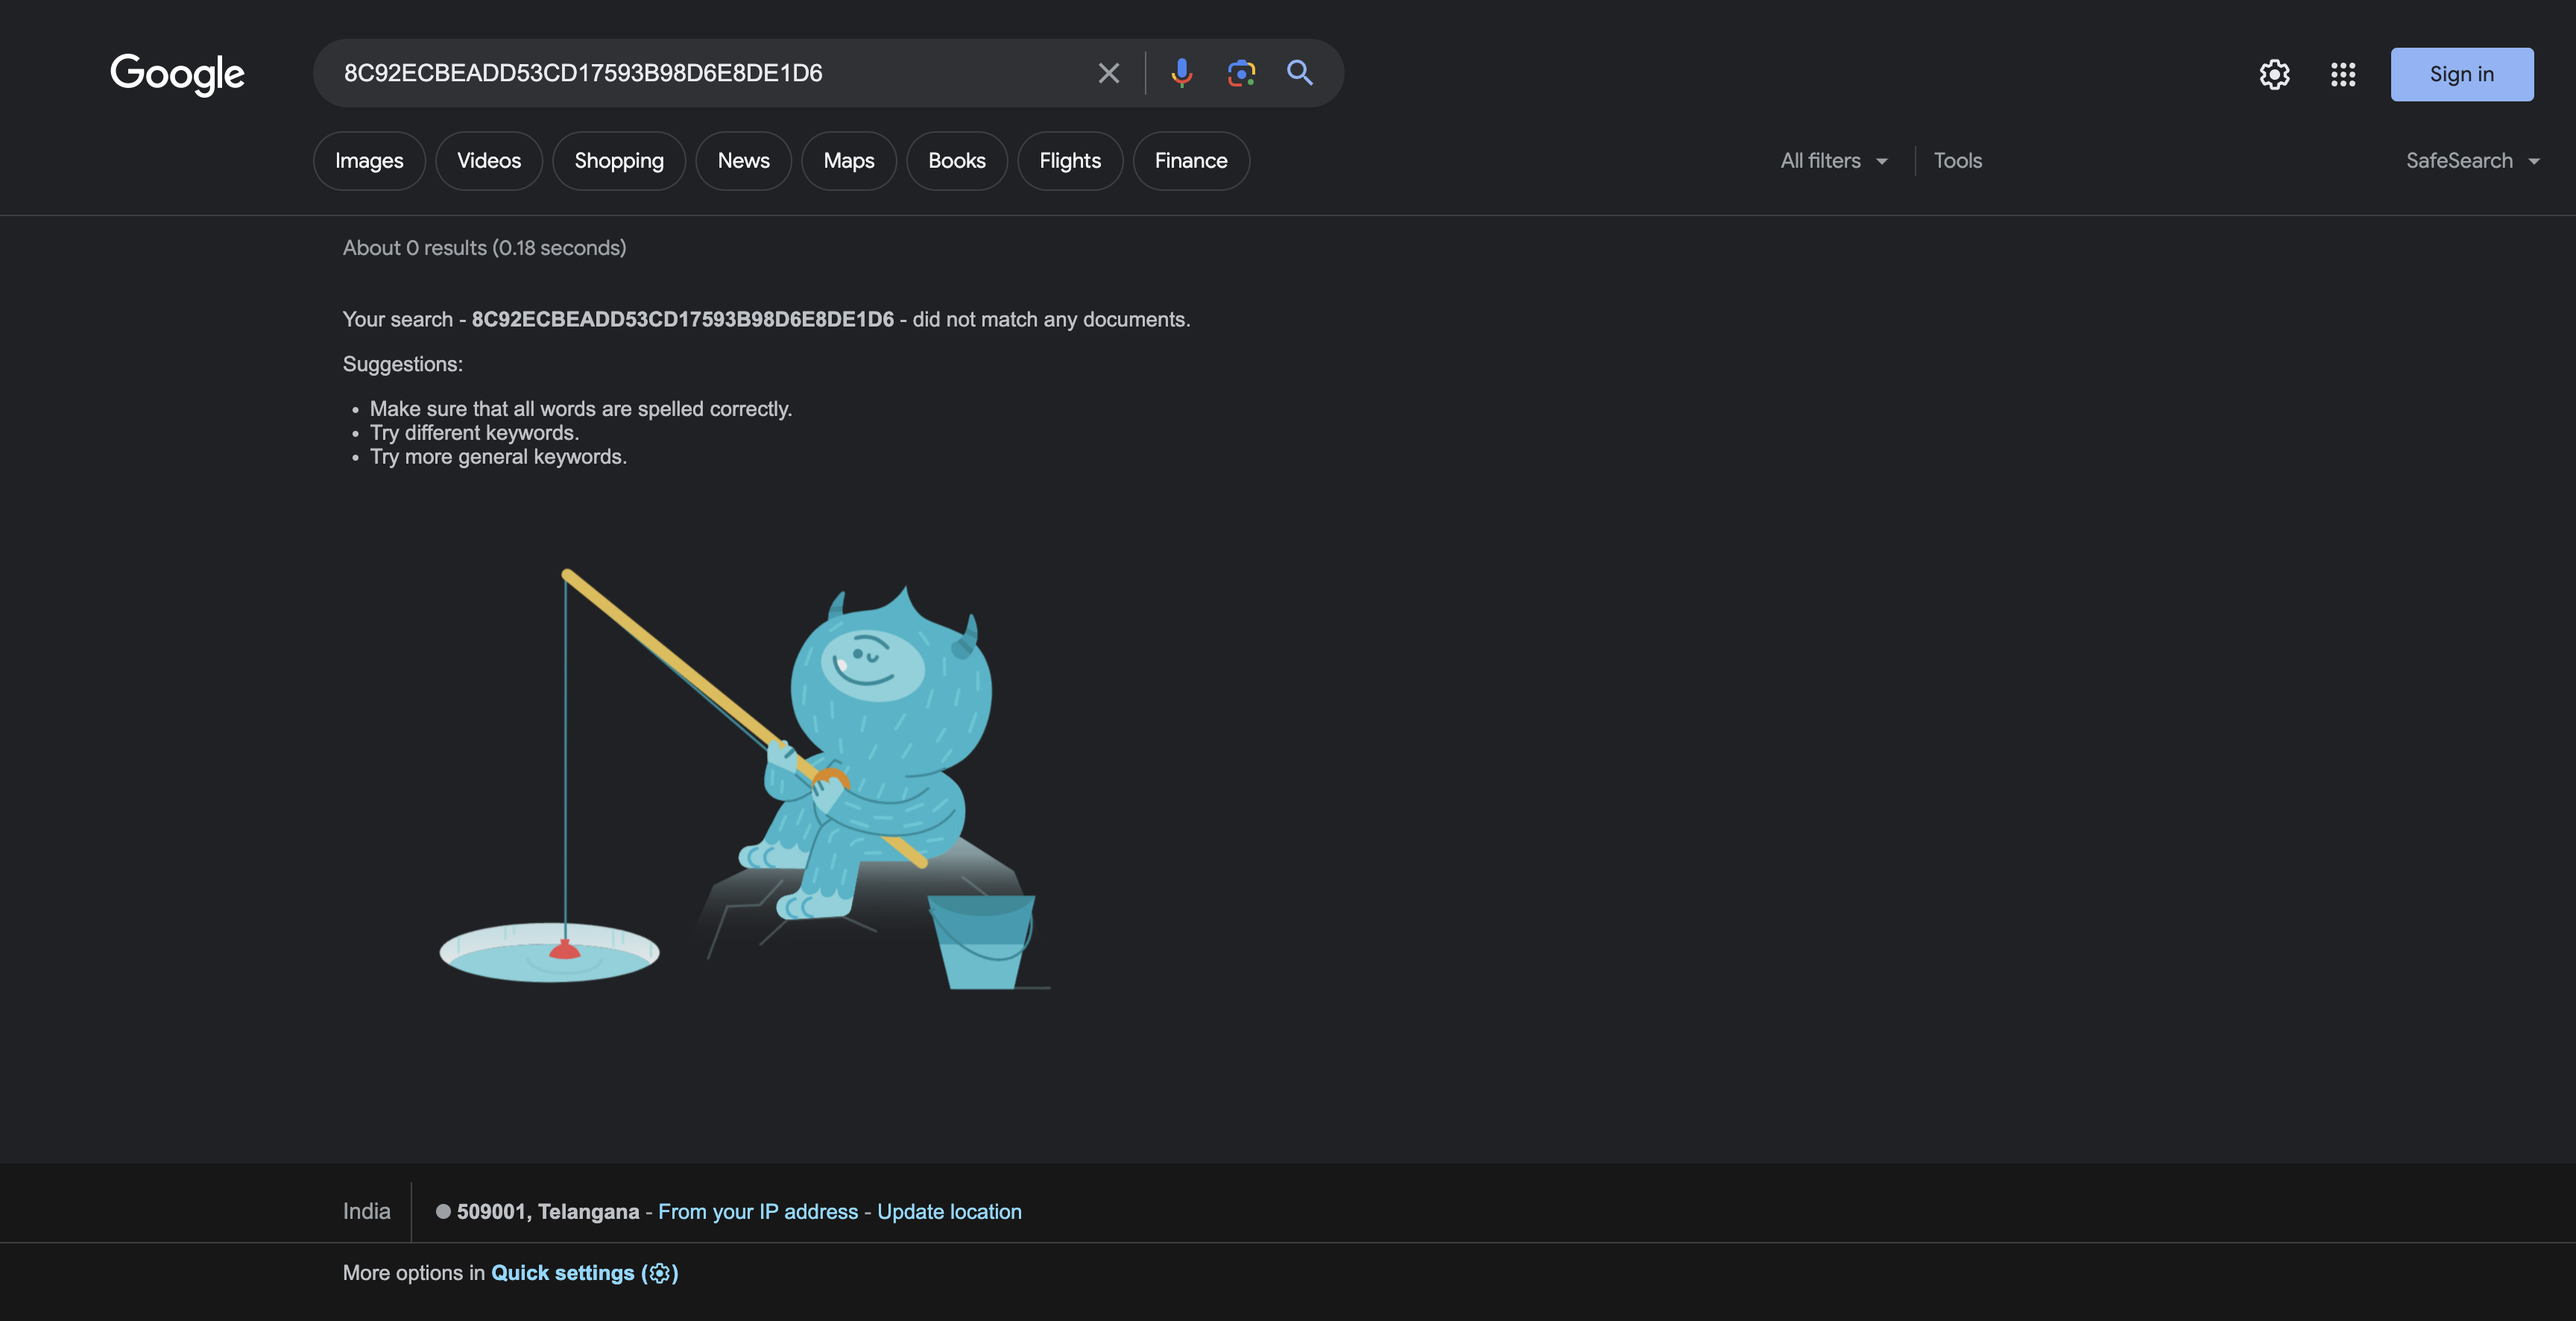 Google
8C92ECBEADD53CD17593B98D6E8DE1D6
Sign in
Images Videos Shopping News Maps Books Flights Finance All filters Tools SafeSearch
About 0 results (0.18 seconds)
Your search - 8C92ECBEADD53CD17593B98D6E8DE1D6 - did not match any documents.
Suggestions:
• Make sure that all words are spelled correctly.
• Try different keywords.
• Try more general keywords.
India 509001, Telangana - From your IP address - Update location
More options in Quick settings ()